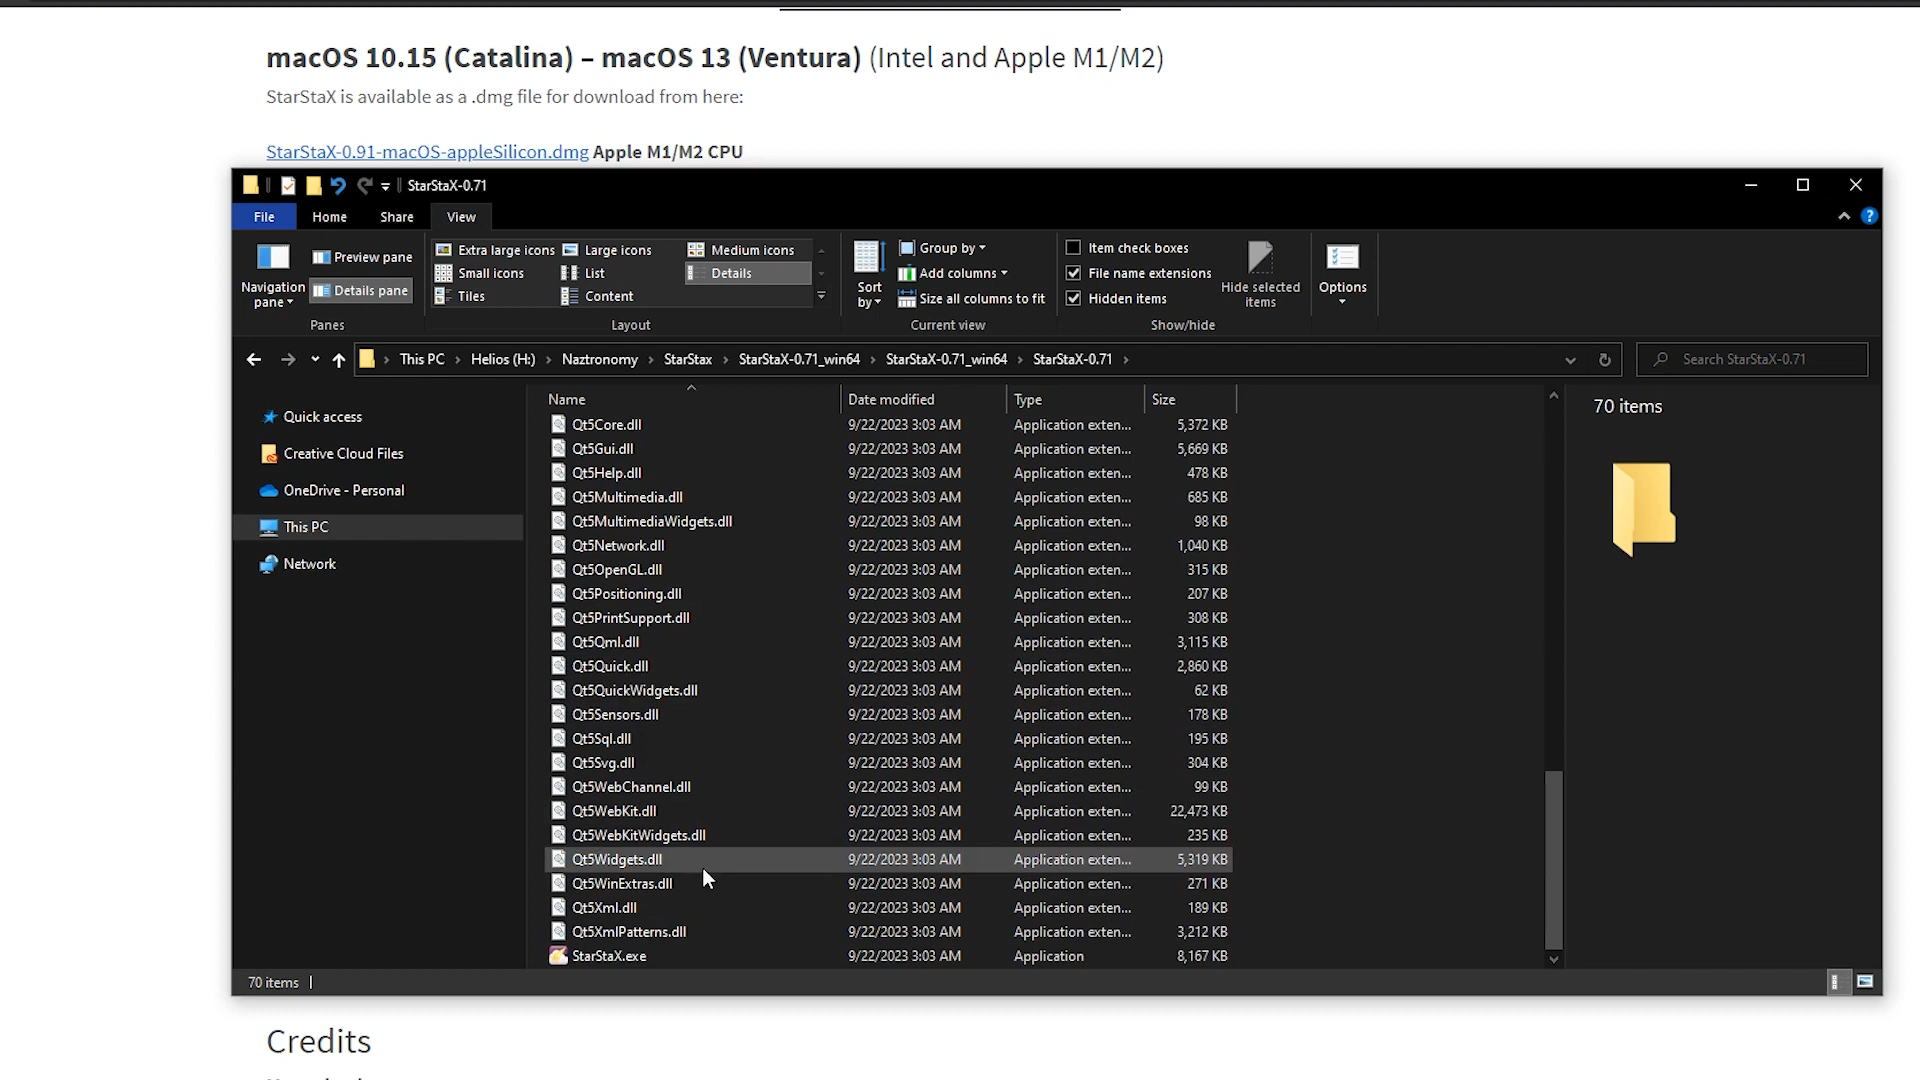 macOS 10.15 (Catalina) – macOS 13 (Ventura) (Intel and Apple M1/M2)
StarStaX is available as a .dmg file for download from here:
StarStaX-0.91-macOS-appleSilicon.dmg Apple M1/M2 CPU
StarStaX-0.71
File Home Share View
Navigation pane
Preview pane
Details pane
Panes
Extra large icons Large icons Medium icons
Small icons List Details
Tiles Content
Layout
Sort by
Group by
Add columns
Size all columns to fit
Current view
Item check boxes
File name extensions
Hidden items
Hide selected items
Show/hide
Options
This PC › Helios (H:) › Naztronomy › StarStax › StarStaX-0.71_win64 › StarStaX-0.71_win64 › StarStaX-0.71 ›
Search StarStaX-0.71
Quick access
Creative Cloud Files
OneDrive - Personal
This PC
Network
Name Date modified Type Size
Qt5Core.dll 9/22/2023 3:03 AM Application exten... 5,372 KB
Qt5Gui.dll 9/22/2023 3:03 AM Application exten... 5,669 KB
Qt5Help.dll 9/22/2023 3:03 AM Application exten... 478 KB
Qt5Multimedia.dll 9/22/2023 3:03 AM Application exten... 685 KB
Qt5MultimediaWidgets.dll 9/22/2023 3:03 AM Application exten... 98 KB
Qt5Network.dll 9/22/2023 3:03 AM Application exten... 1,040 KB
Qt5OpenGL.dll 9/22/2023 3:03 AM Application exten... 315 KB
Qt5Positioning.dll 9/22/2023 3:03 AM Application exten... 207 KB
Qt5PrintSupport.dll 9/22/2023 3:03 AM Application exten... 308 KB
Qt5Qml.dll 9/22/2023 3:03 AM Application exten... 3,115 KB
Qt5Quick.dll 9/22/2023 3:03 AM Application exten... 2,860 KB
Qt5QuickWidgets.dll 9/22/2023 3:03 AM Application exten... 62 KB
Qt5Sensors.dll 9/22/2023 3:03 AM Application exten... 178 KB
Qt5Sql.dll 9/22/2023 3:03 AM Application exten... 195 KB
Qt5Svg.dll 9/22/2023 3:03 AM Application exten... 304 KB
Qt5WebChannel.dll 9/22/2023 3:03 AM Application exten... 99 KB
Qt5WebKit.dll 9/22/2023 3:03 AM Application exten... 22,473 KB
Qt5WebKitWidgets.dll 9/22/2023 3:03 AM Application exten... 235 KB
Qt5Widgets.dll 9/22/2023 3:03 AM Application exten... 5,319 KB
Qt5WinExtras.dll 9/22/2023 3:03 AM Application exten... 271 KB
Qt5Xml.dll 9/22/2023 3:03 AM Application exten... 189 KB
Qt5XmlPatterns.dll 9/22/2023 3:03 AM Application exten... 3,212 KB
StarStaX.exe 9/22/2023 3:03 AM Application 8,167 KB
70 items
70 items
Credits